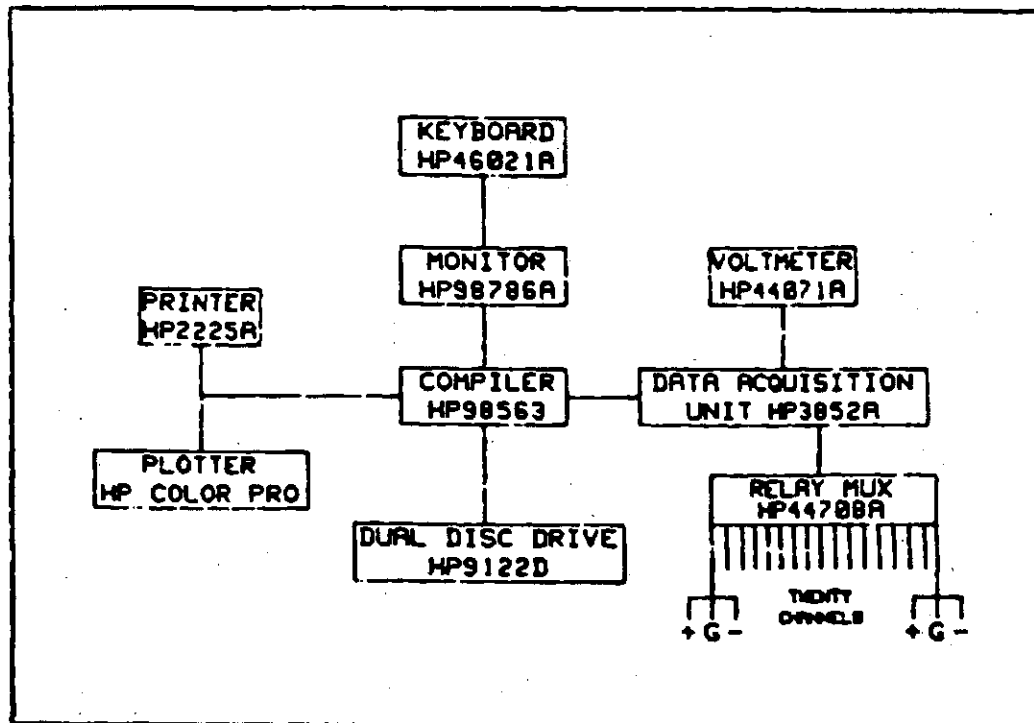 KEYBOARD
HP46021A
MONITOR
HP98786A
VOLTMETER
HP44071A
PRINTER
HP2225A
COMPILER
HP98563
DATA ACQUISITION
UNIT HP3852A
PLOTTER
HP COLOR PRO
RELAY MUX
HP44708A
DUAL DISC DRIVE
HP9122D
TWENTY
CHANNELS
+ G -
+ G -